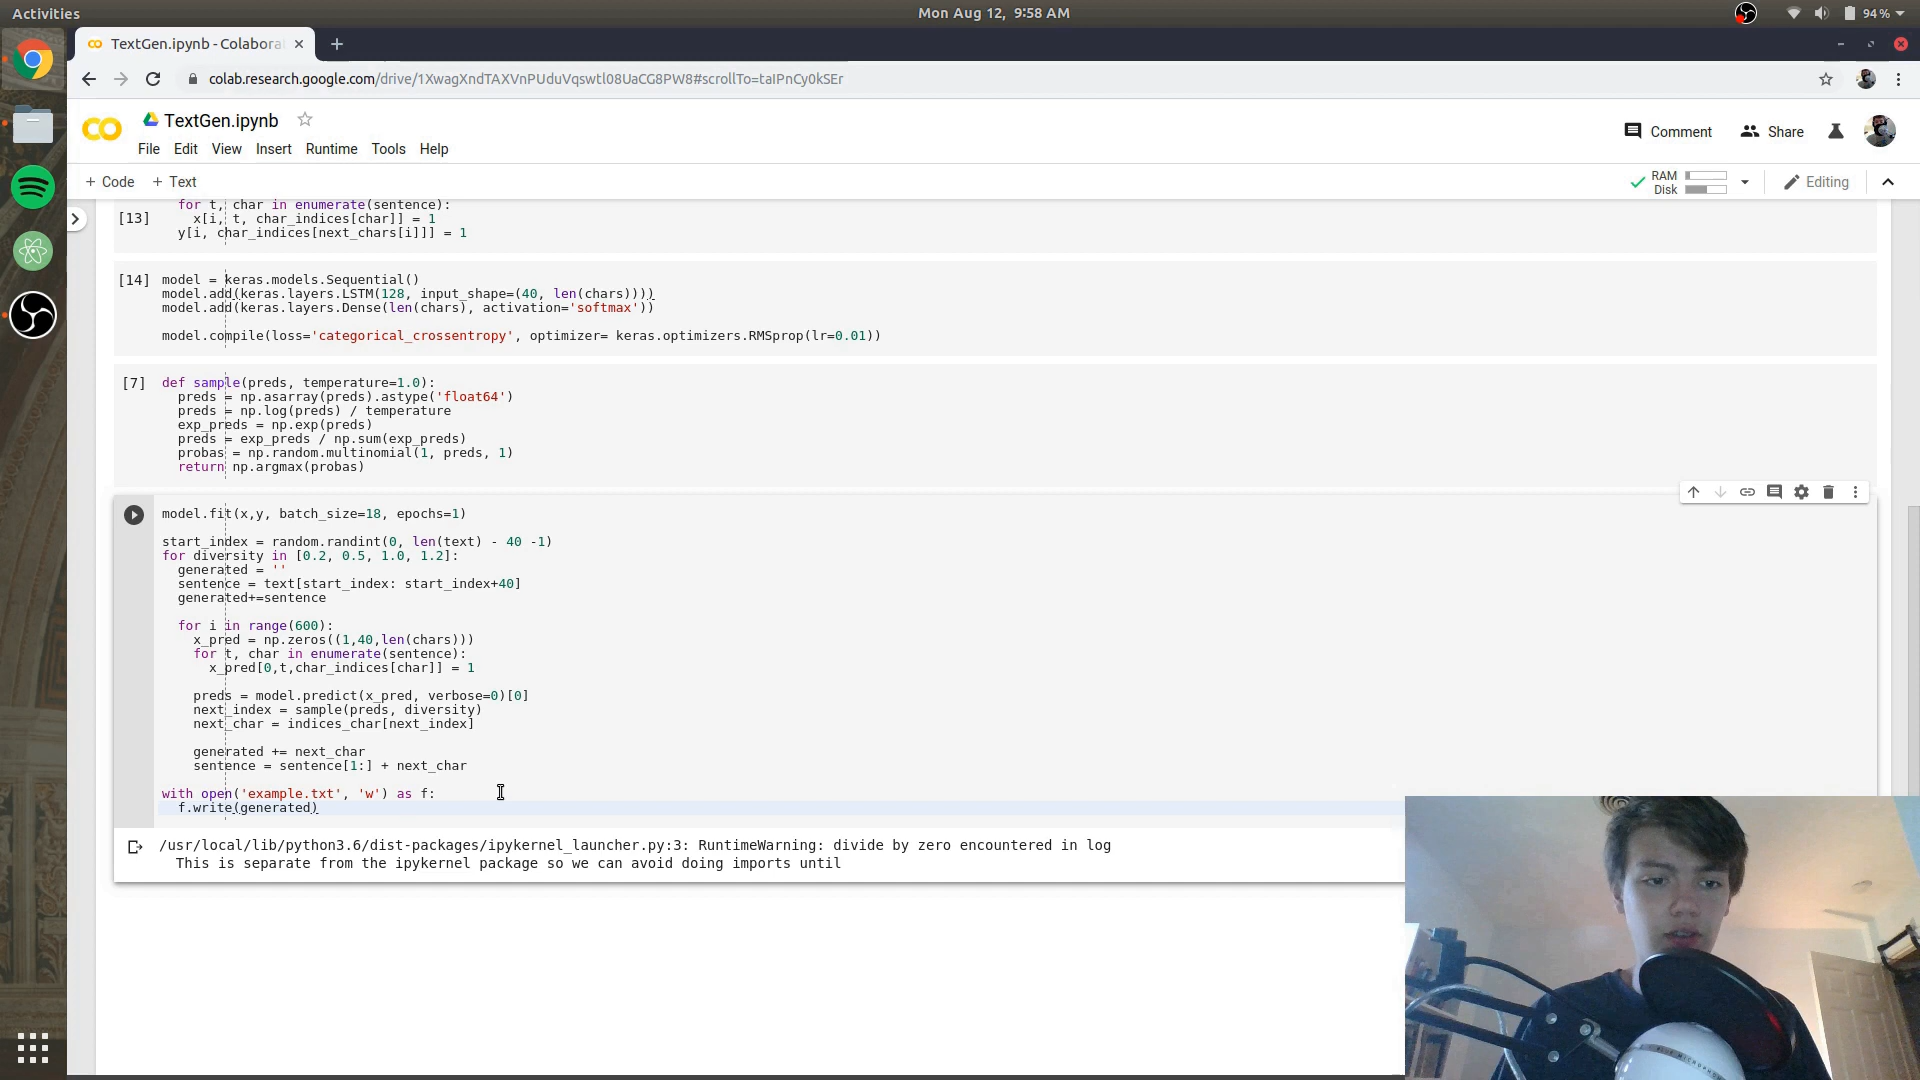 Activities
Mon Aug 12, 9:58 AM
94%
TextGen.ipynb - Colabora
colab.research.google.com/drive/1XwagXndTAXVnPUduVqswtl08UaCG8PW8#scrollTo=taIPnCy0kSEr
TextGen.ipynb
Comment
Share
File Edit View Insert Runtime Tools Help
+ Code + Text
RAM
Disk
Editing
for t, char in enumerate(sentence):
[13] x[i, t, char_indices[char]] = 1
y[i, char_indices[next_chars[i]]] = 1
[14] model = keras.models.Sequential()
model.add(keras.layers.LSTM(128, input_shape=(40, len(chars))))
model.add(keras.layers.Dense(len(chars), activation='softmax'))
model.compile(loss='categorical_crossentropy', optimizer= keras.optimizers.RMSprop(lr=0.01))
[7] def sample(preds, temperature=1.0):
preds = np.asarray(preds).astype('float64')
preds = np.log(preds) / temperature
exp_preds = np.exp(preds)
preds = exp_preds / np.sum(exp_preds)
probas = np.random.multinomial(1, preds, 1)
return np.argmax(probas)
model.fit(x,y, batch_size=18, epochs=1)
start_index = random.randint(0, len(text) - 40 -1)
for diversity in [0.2, 0.5, 1.0, 1.2]:
generated = ''
sentence = text[start_index: start_index+40]
generated+=sentence
for i in range(600):
x_pred = np.zeros((1,40,len(chars)))
for t, char in enumerate(sentence):
x_pred[0,t,char_indices[char]] = 1
preds = model.predict(x_pred, verbose=0)[0]
next_index = sample(preds, diversity)
next_char = indices_char[next_index]
generated += next_char
sentence = sentence[1:] + next_char
with open('example.txt', 'w') as f:
f.write(generated)
/usr/local/lib/python3.6/dist-packages/ipykernel_launcher.py:3: RuntimeWarning: divide by zero encountered in log
This is separate from the ipykernel package so we can avoid doing imports until